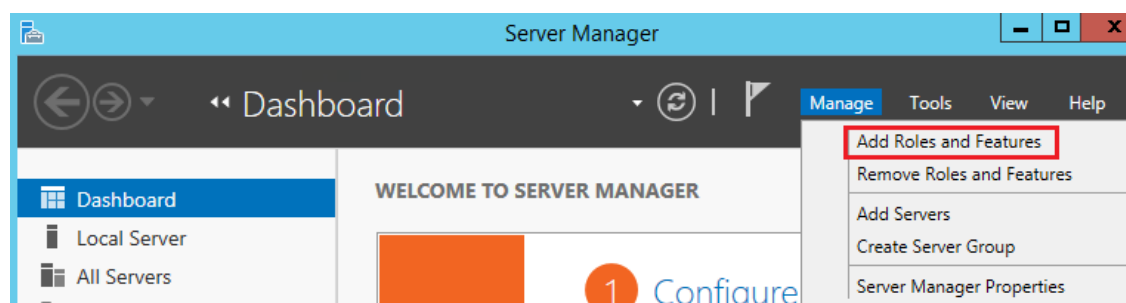 Server Manager
Dashboard
Manage Tools View Help
Add Roles and Features
Remove Roles and Features
Add Servers
Create Server Group
Server Manager Properties
Dashboard
Local Server
All Servers
WELCOME TO SERVER MANAGER
1 Configure